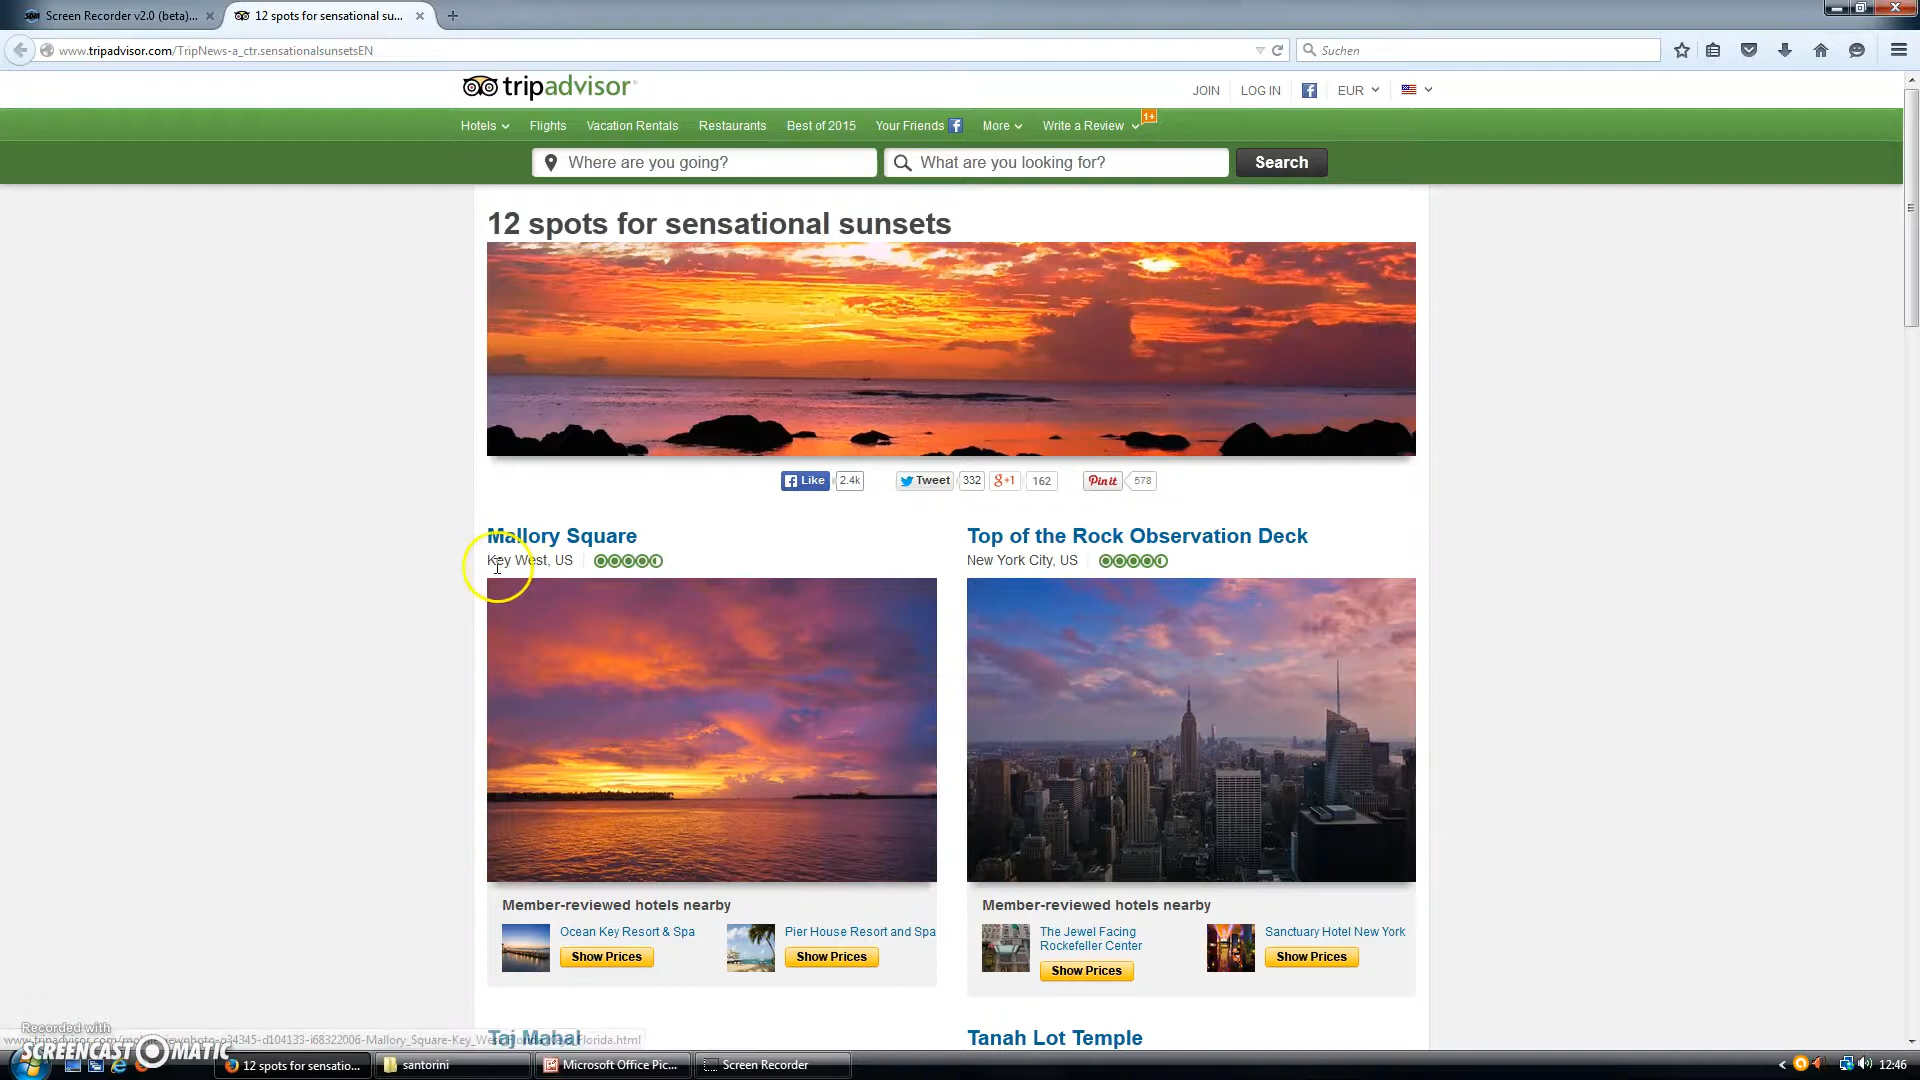 Screen Recorder v2.0 (beta)...
12 spots for sensational su...
www.tripadvisor.com/TripNews-a_ctr.sensationalsunsetsEN
Suchen
tripadvisor
JOIN
LOG IN
EUR
Hotels
Flights
Vacation Rentals
Restaurants
Best of 2015
Your Friends
More
Write a Review
1+
Where are you going?
What are you looking for?
Search
12 spots for sensational sunsets
Like
2.4k
Tweet
332
g+1
162
Pin it
578
Mallory Square
Key West, US
Top of the Rock Observation Deck
New York City, US
Member-reviewed hotels nearby
Ocean Key Resort & Spa
Show Prices
Pier House Resort and Spa
Show Prices
Member-reviewed hotels nearby
The Jewel Facing
Rockefeller Center
Show Prices
Sanctuary Hotel New York
Show Prices
Taj Mahal
Tanah Lot Temple
Recorded with
SCREENCAST MATIC
12 spots for sensatio...
santorini
Microsoft Office Pic...
Screen Recorder
12:46